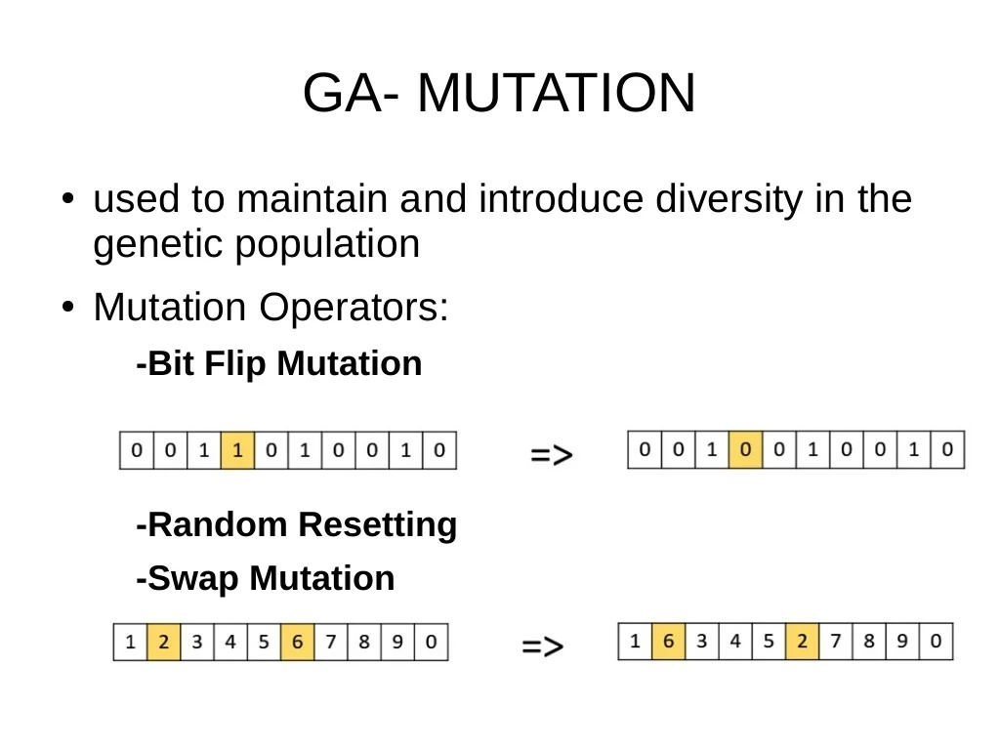 GA- MUTATION
• used to maintain and introduce diversity in the
genetic population
• Mutation Operators:
-Bit Flip Mutation
0 0 1 1 0 1 0 0 1 0 => 0 0 1 0 0 1 0 0 1 0
-Random Resetting
-Swap Mutation
1 2 3 4 5 6 7 8 9 0 => 1 6 3 4 5 2 7 8 9 0